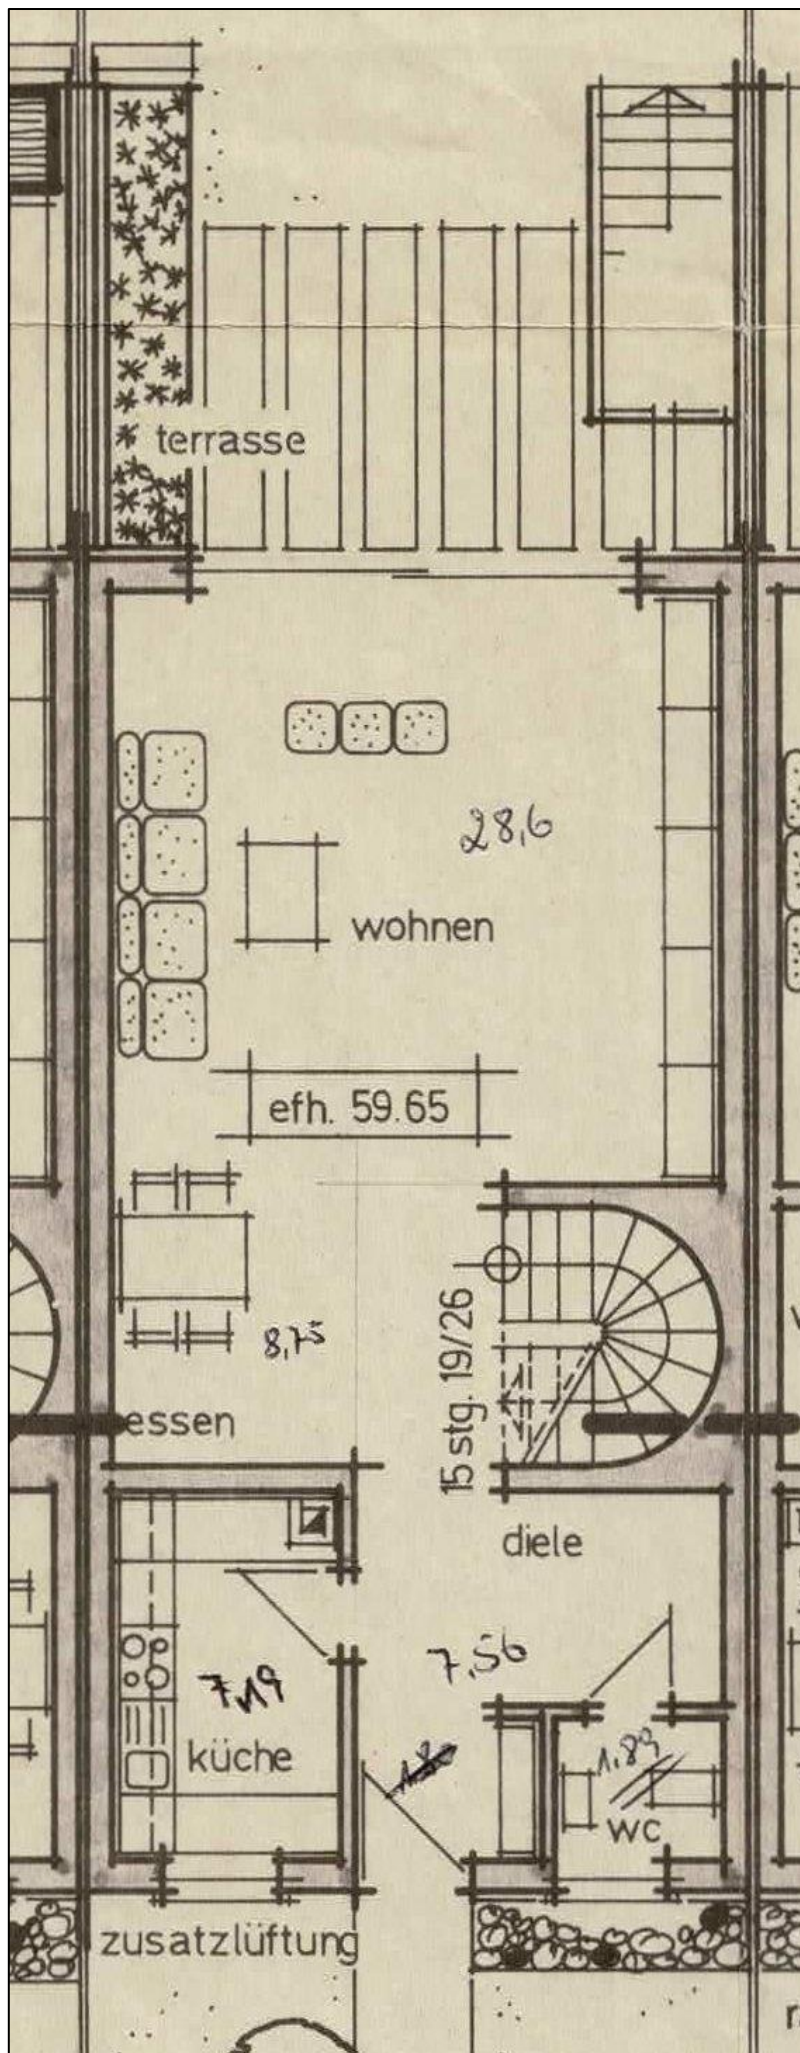 terrasse
28,6
wohnen
efh. 59.65
15 stg. 19/26
8,75
essen
diele
7,56
7,19
küche
1.89
wc
zusatzlüftung